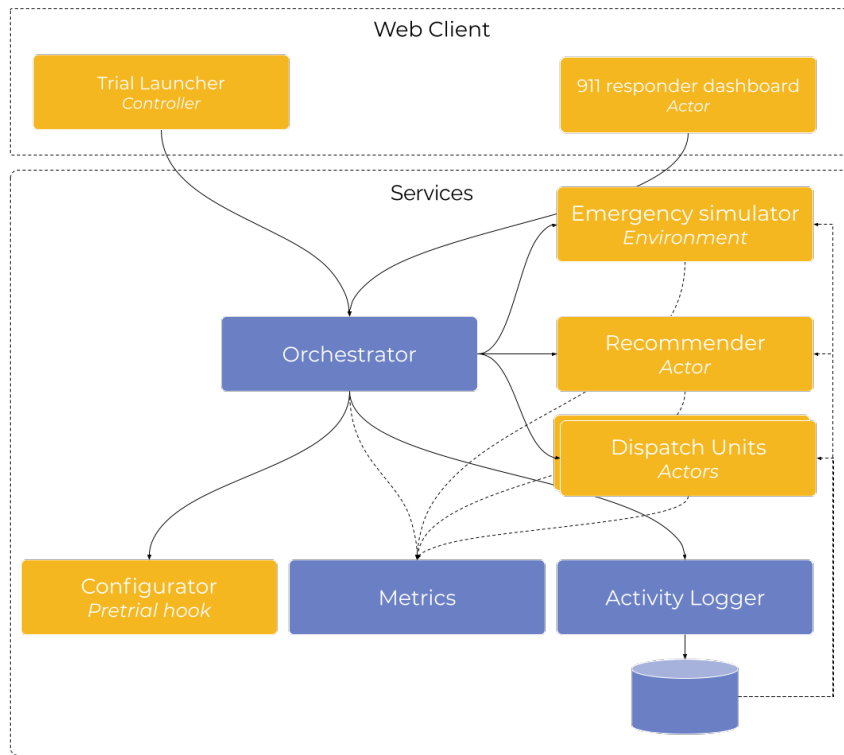 Web Client
Trial Launcher
Controller
911 responder dashboard
Actor
Services
Emergency simulator
Environment
Orchestrator
Recommender
Actor
Dispatch Units
Actors
Configurator
Pretrial hook
Metrics
Activity Logger